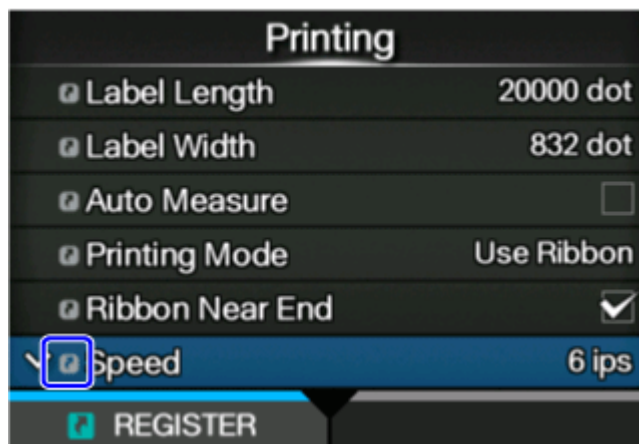 Printing
Label Length 20000 dot
Label Width 832 dot
Auto Measure
Printing Mode Use Ribbon
Ribbon Near End
Speed 6 ips
REGISTER